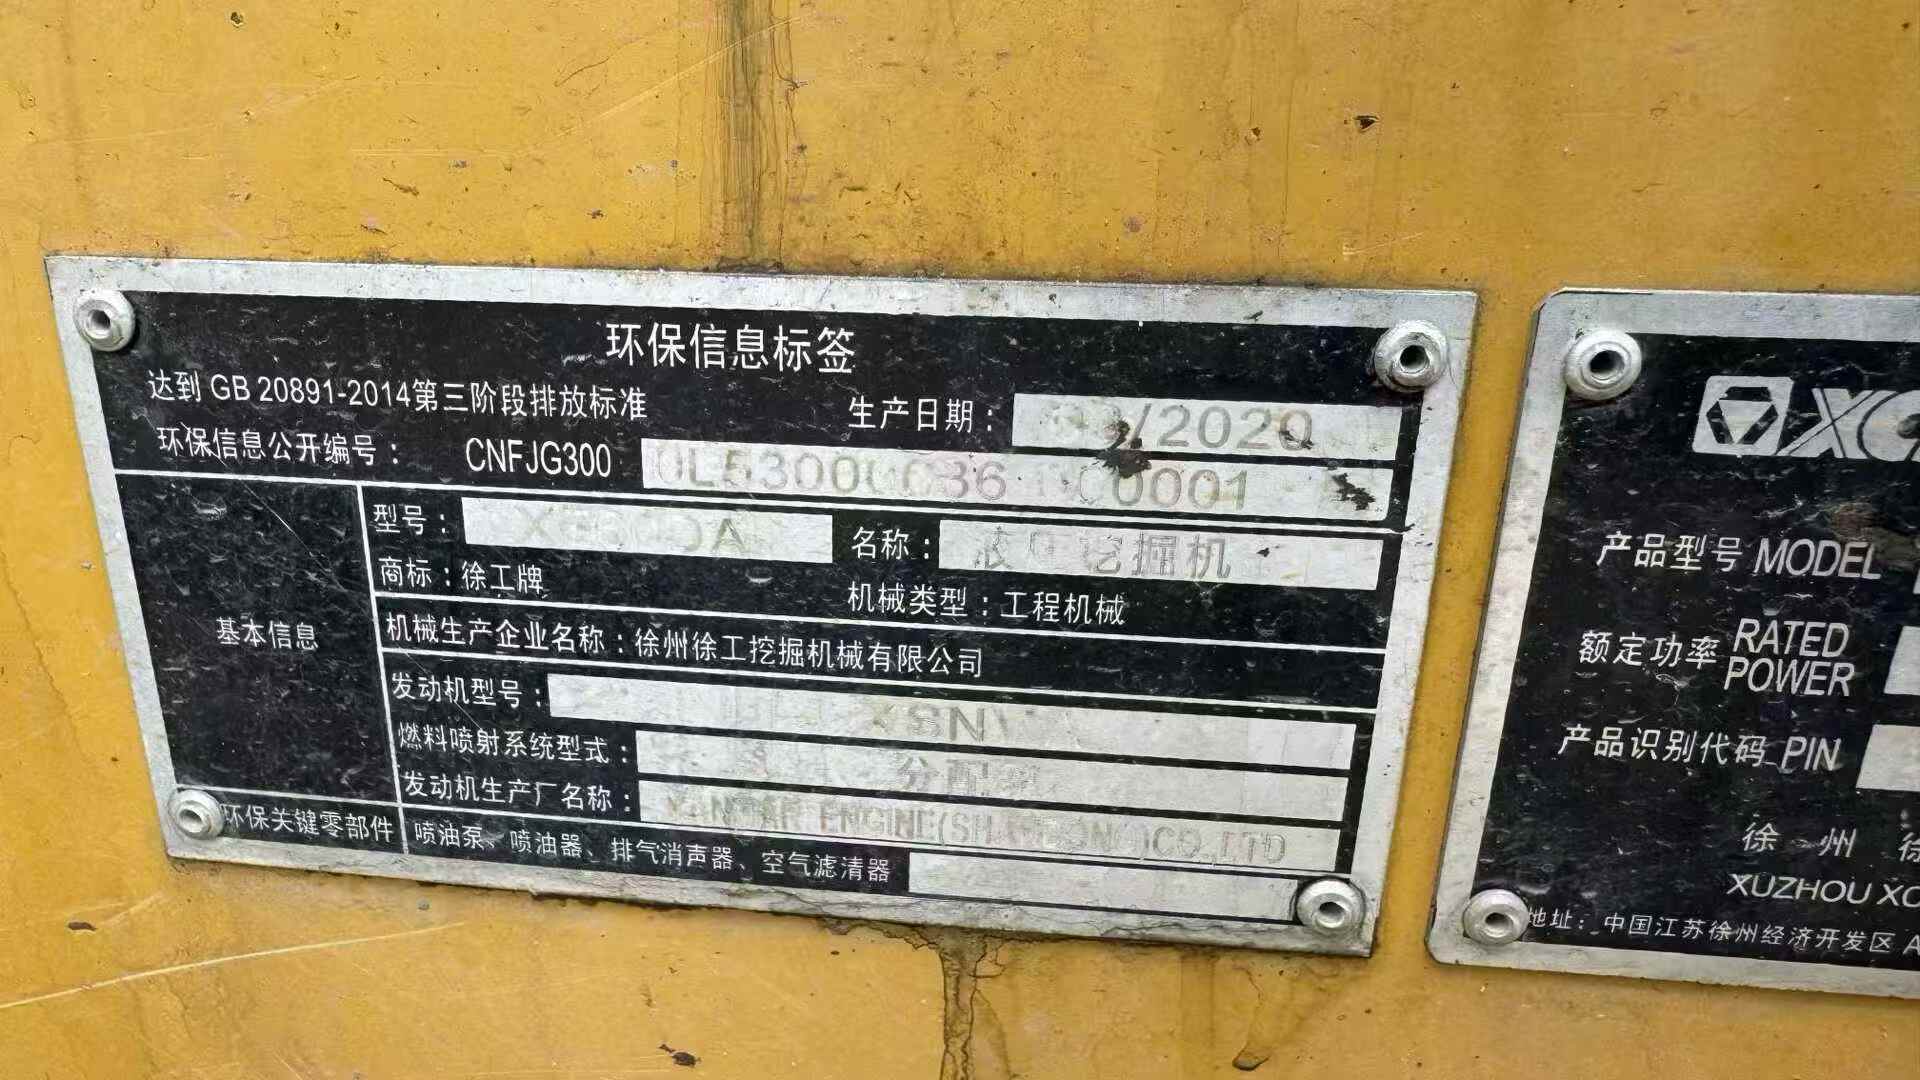 环保信息标签
达到 GB 20891-2014第三阶段排放标准
生产日期： /2020
环保信息公开编号： CNFJG300
基本信息
型号：
名称： 挖掘机
商标：徐工牌
机械类型：工程机械
机械生产企业名称：徐州徐工挖掘机械有限公司
发动机型号：
燃料喷射系统型式：
发动机生产厂名称： YANMAR ENGINE(SHANDONG)CO.,LTD
环保关键零部件
喷油泵、喷油器、排气消声器、空气滤清器
产品型号 MODEL
额定功率 RATED POWER
产品识别代码 PIN
徐 州
XUZHOU
地址：中国江苏徐州经济开发区